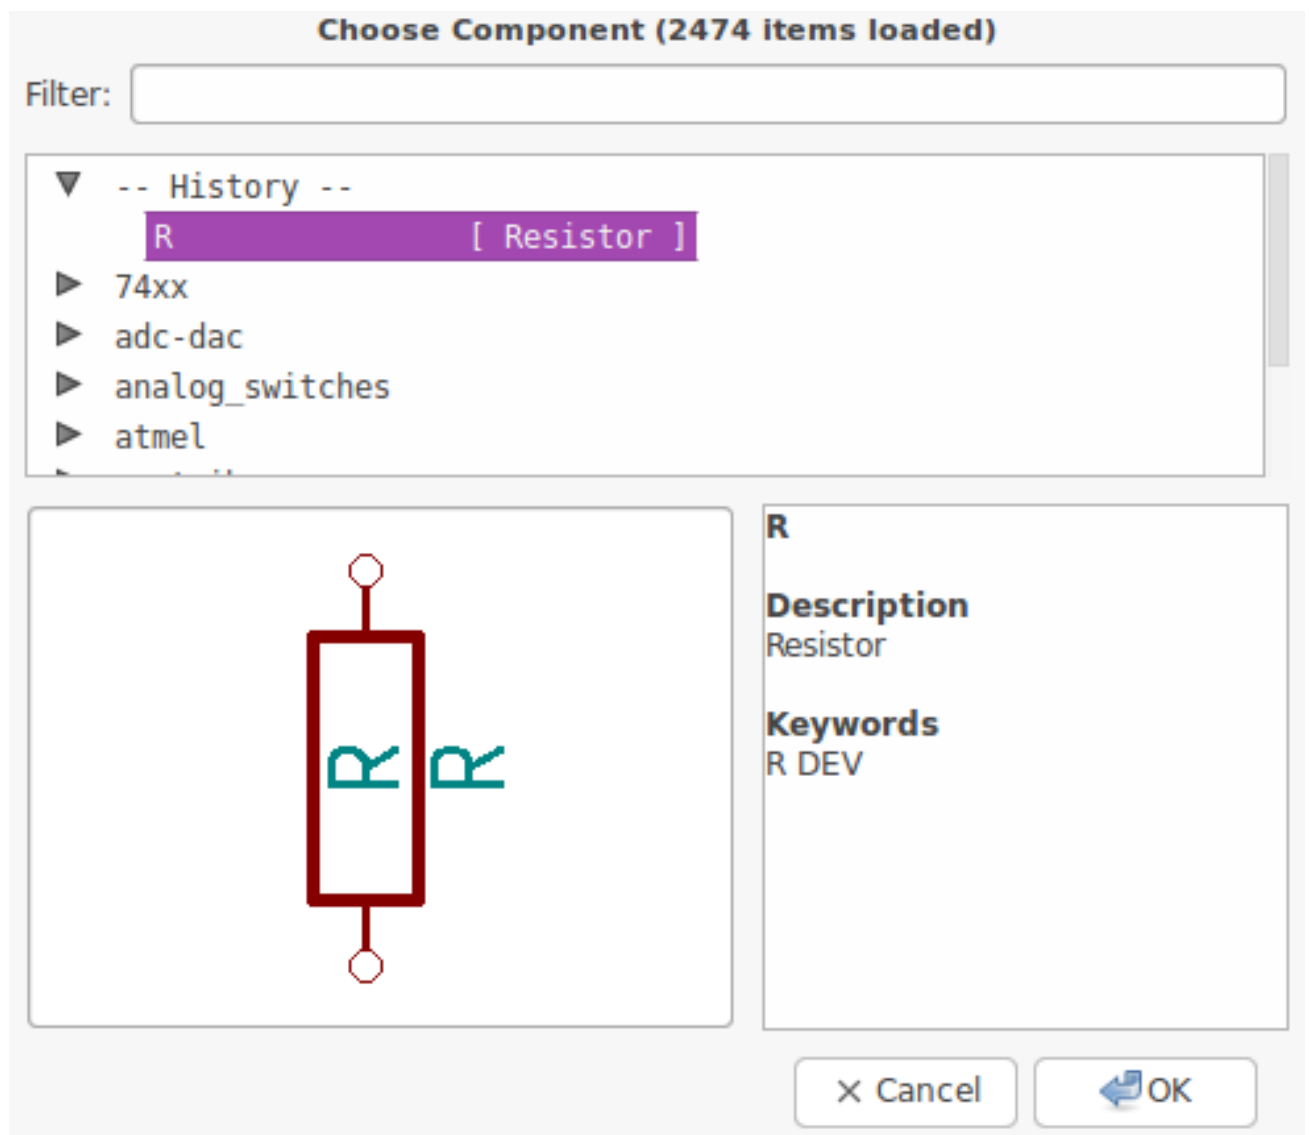 Choose Component (2474 items loaded)
Filter:
-- History --
R [ Resistor ]
74xx
adc-dac
analog_switches
atmel
R R
R
Description
Resistor
Keywords
R DEV
Cancel
OK